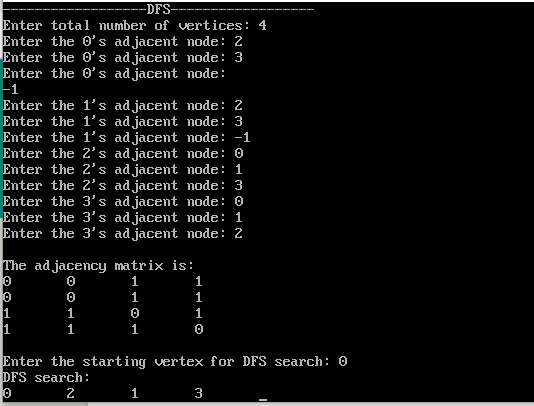 ------------------DFS------------------
Enter total number of vertices: 4
Enter the 0's adjacent node: 2
Enter the 0's adjacent node: 3
Enter the 0's adjacent node:
-1
Enter the 1's adjacent node: 2
Enter the 1's adjacent node: 3
Enter the 1's adjacent node: -1
Enter the 2's adjacent node: 0
Enter the 2's adjacent node: 1
Enter the 2's adjacent node: 3
Enter the 3's adjacent node: 0
Enter the 3's adjacent node: 1
Enter the 3's adjacent node: 2
The adjacency matrix is:
0 0 1 1
0 0 1 1
1 1 0 1
1 1 1 0
Enter the starting vertex for DFS search: 0
DFS search:
0 2 1 3 _